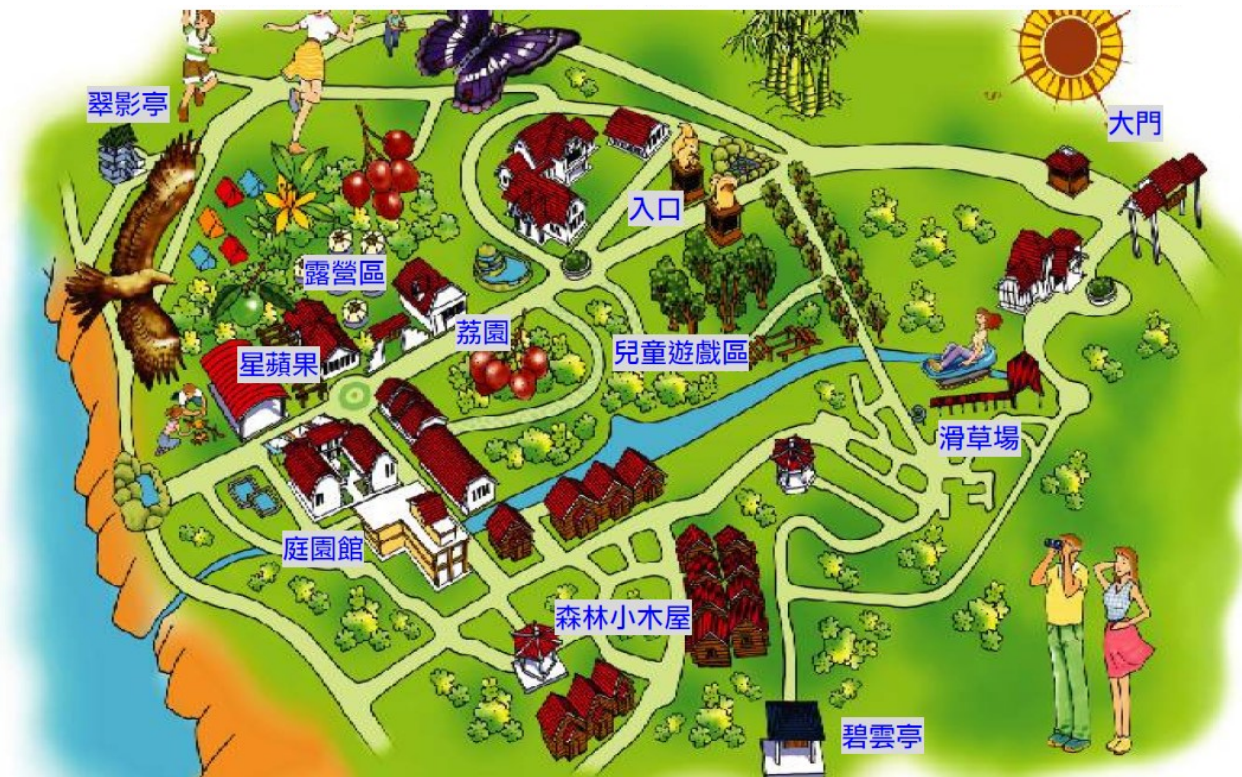 翠影亭
大門
入口
露營區
荔園
星蘋果
兒童遊戲區
滑草場
庭園館
森林小木屋
碧雲亭